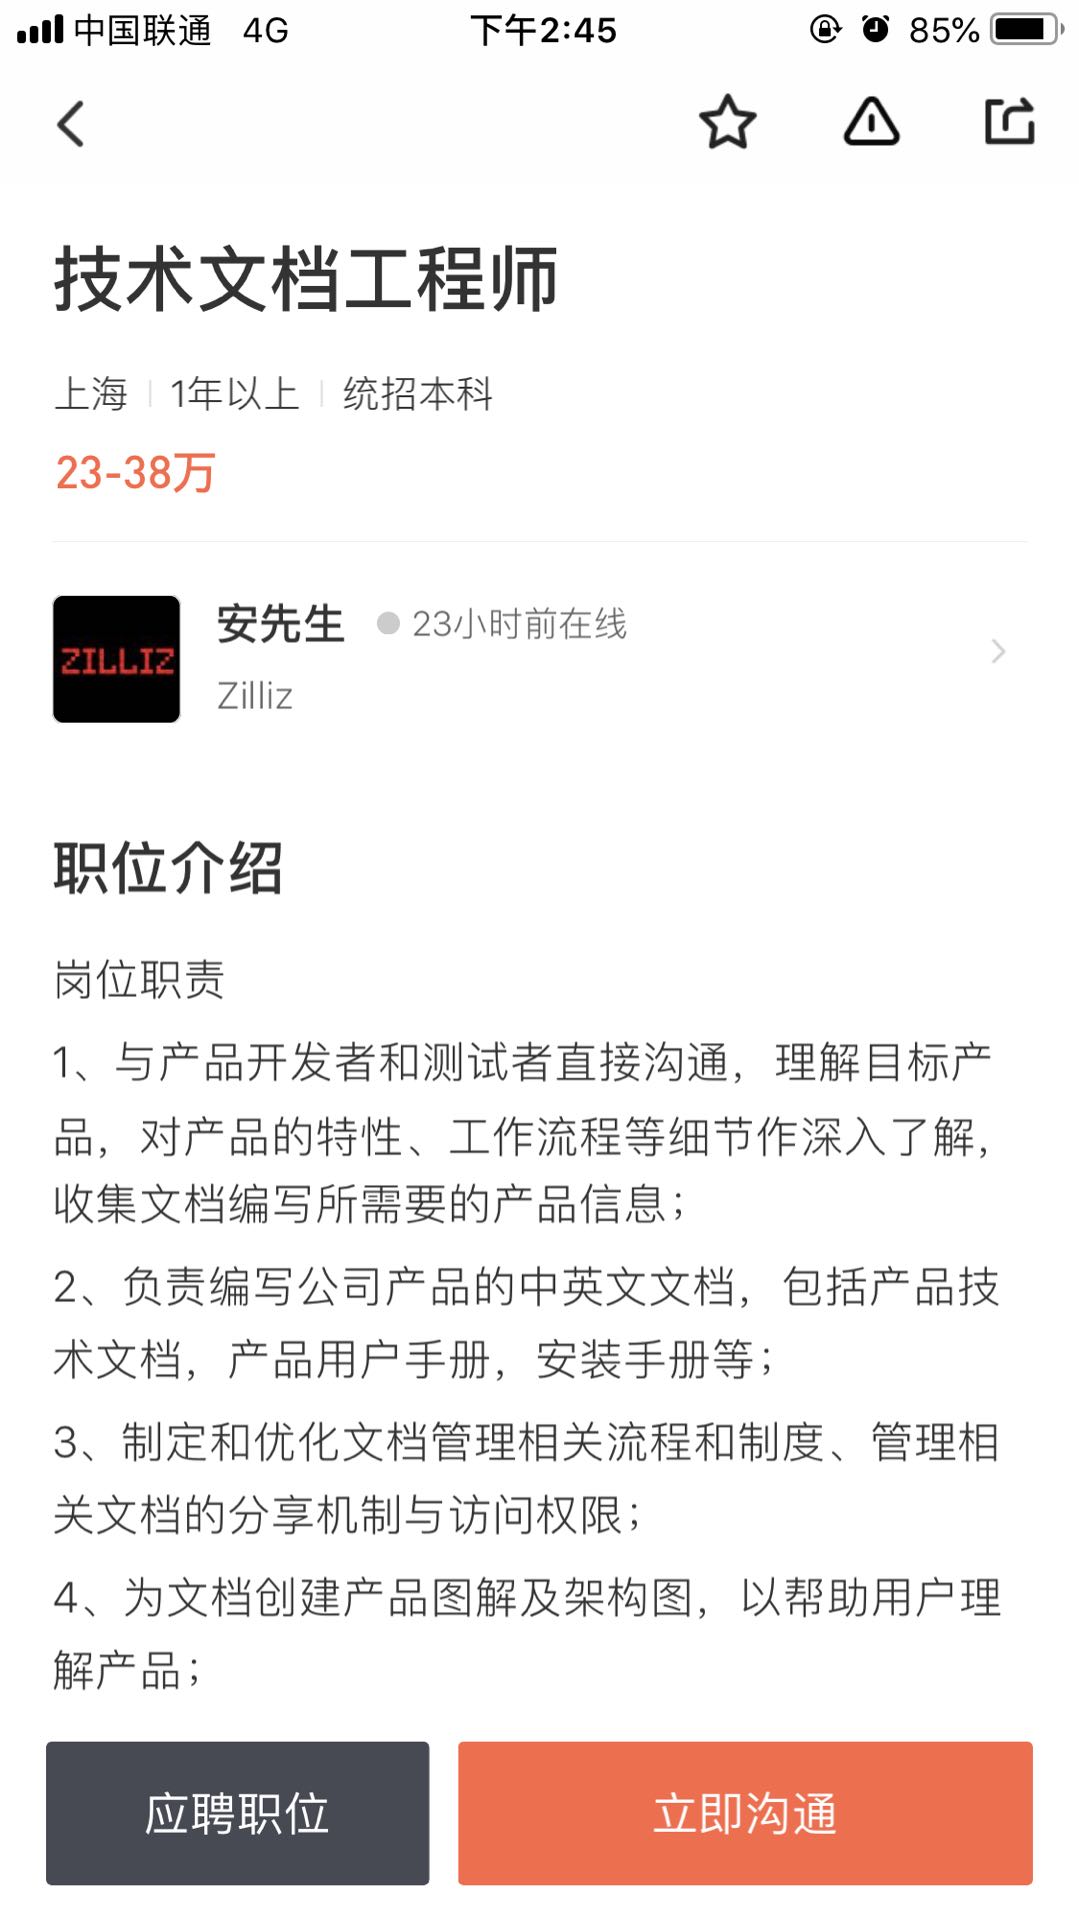 中国联通 4G 下午2:45 85%
技术文档工程师
上海 1年以上 统招本科
23-38万
ZILLIZ
安先生 23小时前在线
Zilliz
职位介绍
岗位职责
1、与产品开发者和测试者直接沟通，理解目标产
品，对产品的特性、工作流程等细节作深入了解，
收集文档编写所需要的产品信息；
2、负责编写公司产品的中英文文档，包括产品技
术文档，产品用户手册，安装手册等；
3、制定和优化文档管理相关流程和制度、管理相
关文档的分享机制与访问权限；
4、为文档创建产品图解及架构图，以帮助用户理
解产品；
应聘职位 立即沟通